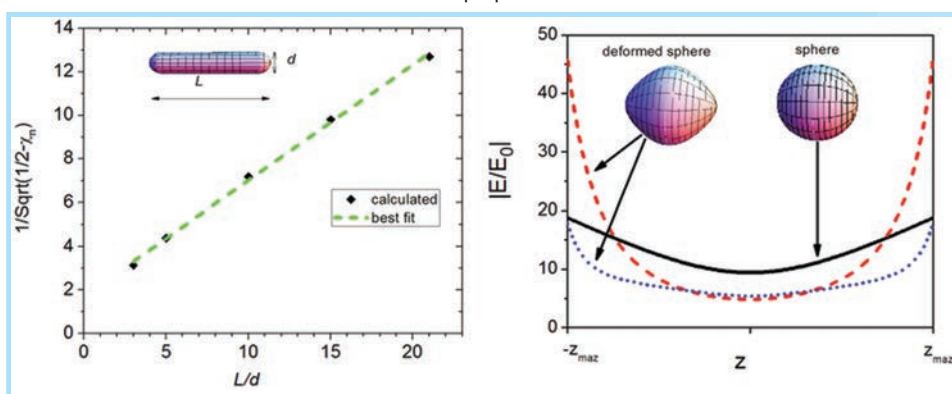 14
12
10
8
6
4
2
0
1/Sqrt(1/2-χn)
d
L
calculated
best fit
0
5
10
15
20
L/d
50
40
30
20
10
0
|E/E0|
deformed sphere
sphere
-zmaz
z
zmaz